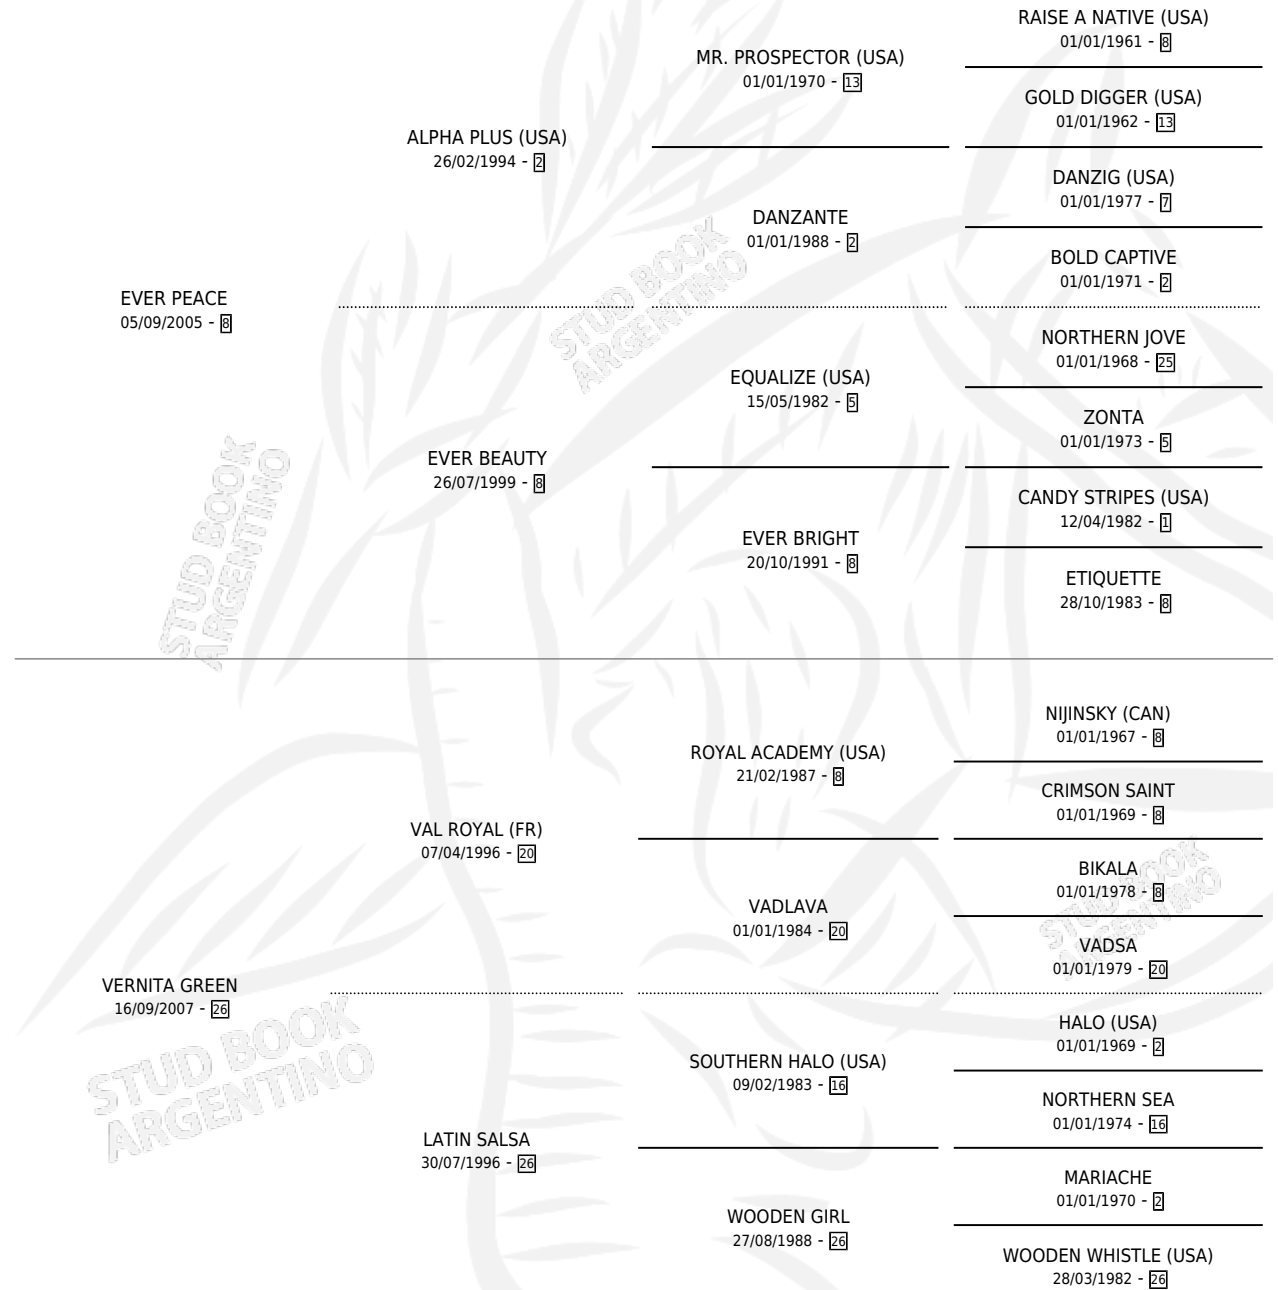 RAISE A NATIVE (USA)
01/01/1961 - 8
MR. PROSPECTOR (USA)
01/01/1970 - 13
GOLD DIGGER (USA)
01/01/1962 - 13
ALPHA PLUS (USA)
26/02/1994 - 2
DANZIG (USA)
01/01/1977 - 7
DANZANTE
01/01/1988 - 2
BOLD CAPTIVE
01/01/1971 - 2
EVER PEACE
05/09/2005 - 8
STUD BOOK
ARGENTINO
NORTHERN JOVE
01/01/1968 - 25
EQUALIZE (USA)
15/05/1982 - 5
ZONTA
01/01/1973 - 5
EVER BEAUTY
26/07/1999 - 8
CANDY STRIPES (USA)
12/04/1982 - 1
EVER BRIGHT
20/10/1991 - 8
ETIQUETTE
28/10/1983 - 8
STUD BOOK
ARGENTINO
NIJINSKY (CAN)
01/01/1967 - 8
ROYAL ACADEMY (USA)
21/02/1987 - 8
CRIMSON SAINT
01/01/1969 - 8
VAL ROYAL (FR)
07/04/1996 - 20
BIKALA
01/01/1978 - 8
VADLAVA
01/01/1984 - 20
VADSA
01/01/1979 - 20
STUD BOOK
ARGENTINO
VERNITA GREEN
16/09/2007 - 26
HALO (USA)
01/01/1969 - 2
SOUTHERN HALO (USA)
09/02/1983 - 16
NORTHERN SEA
01/01/1974 - 16
STUD BOOK
ARGENTINO
LATIN SALSA
30/07/1996 - 26
MARIACHE
01/01/1970 - 2
WOODEN GIRL
27/08/1988 - 26
WOODEN WHISTLE (USA)
28/03/1982 - 26